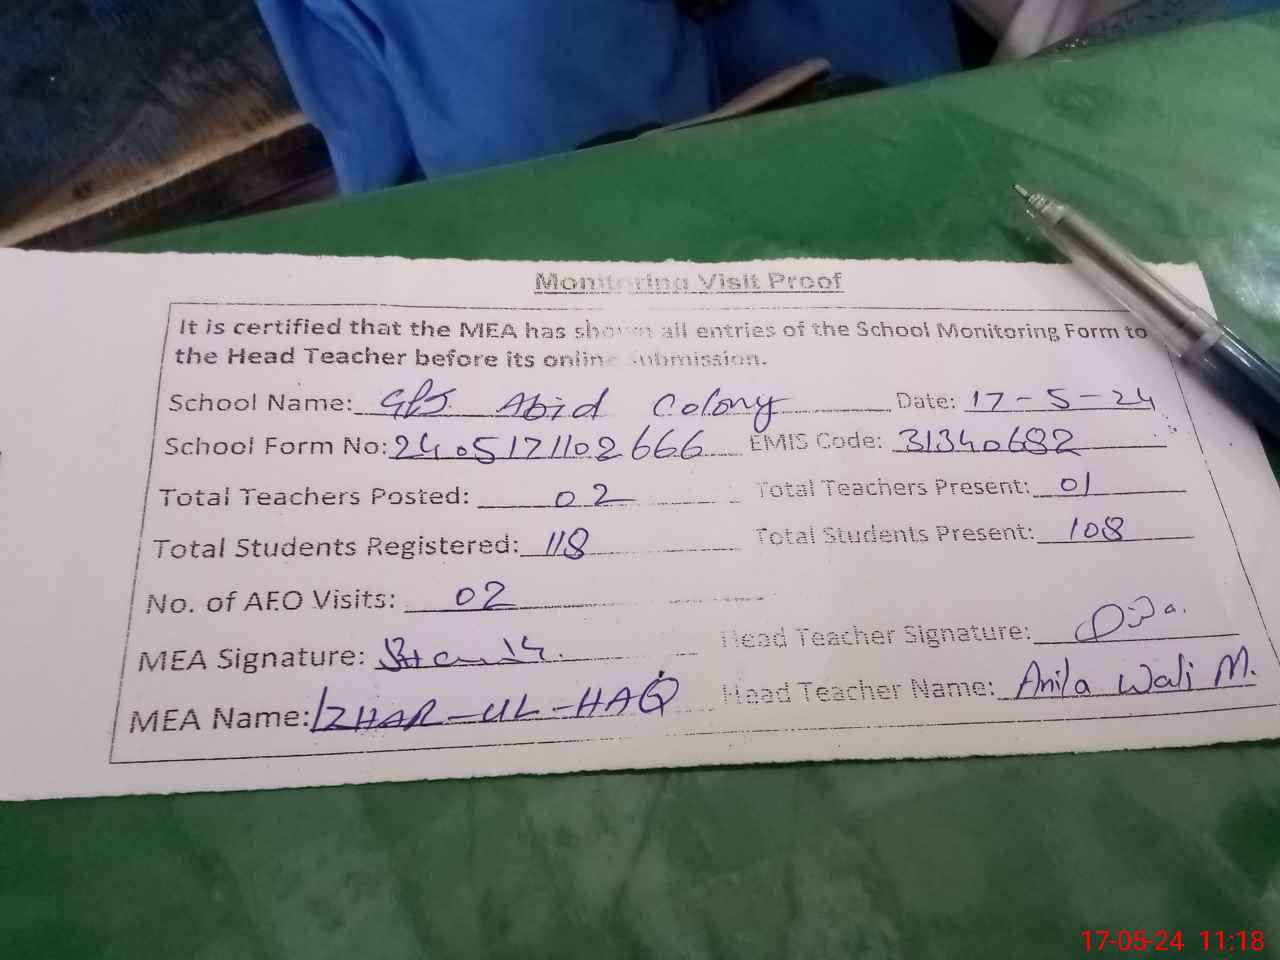 Monitoring Visit Proof
It is certified that the MEA has shown all entries of the School Monitoring Form to
the Head Teacher before its online submission.
School Name: GPS Abid Colony Date: 17-5-24
School Form No: 2405171102666 EMIS Code: 31340682
Total Teachers Posted: 02 Total Teachers Present: 01
Total Students Registered: 118 Total Students Present: 108
No. of AEO Visits: 02
MEA Signature: Head Teacher Signature:
MEA Name: IZHAR-UL-HAQ Head Teacher Name: Anila Wali M.
17-05-24 11:18